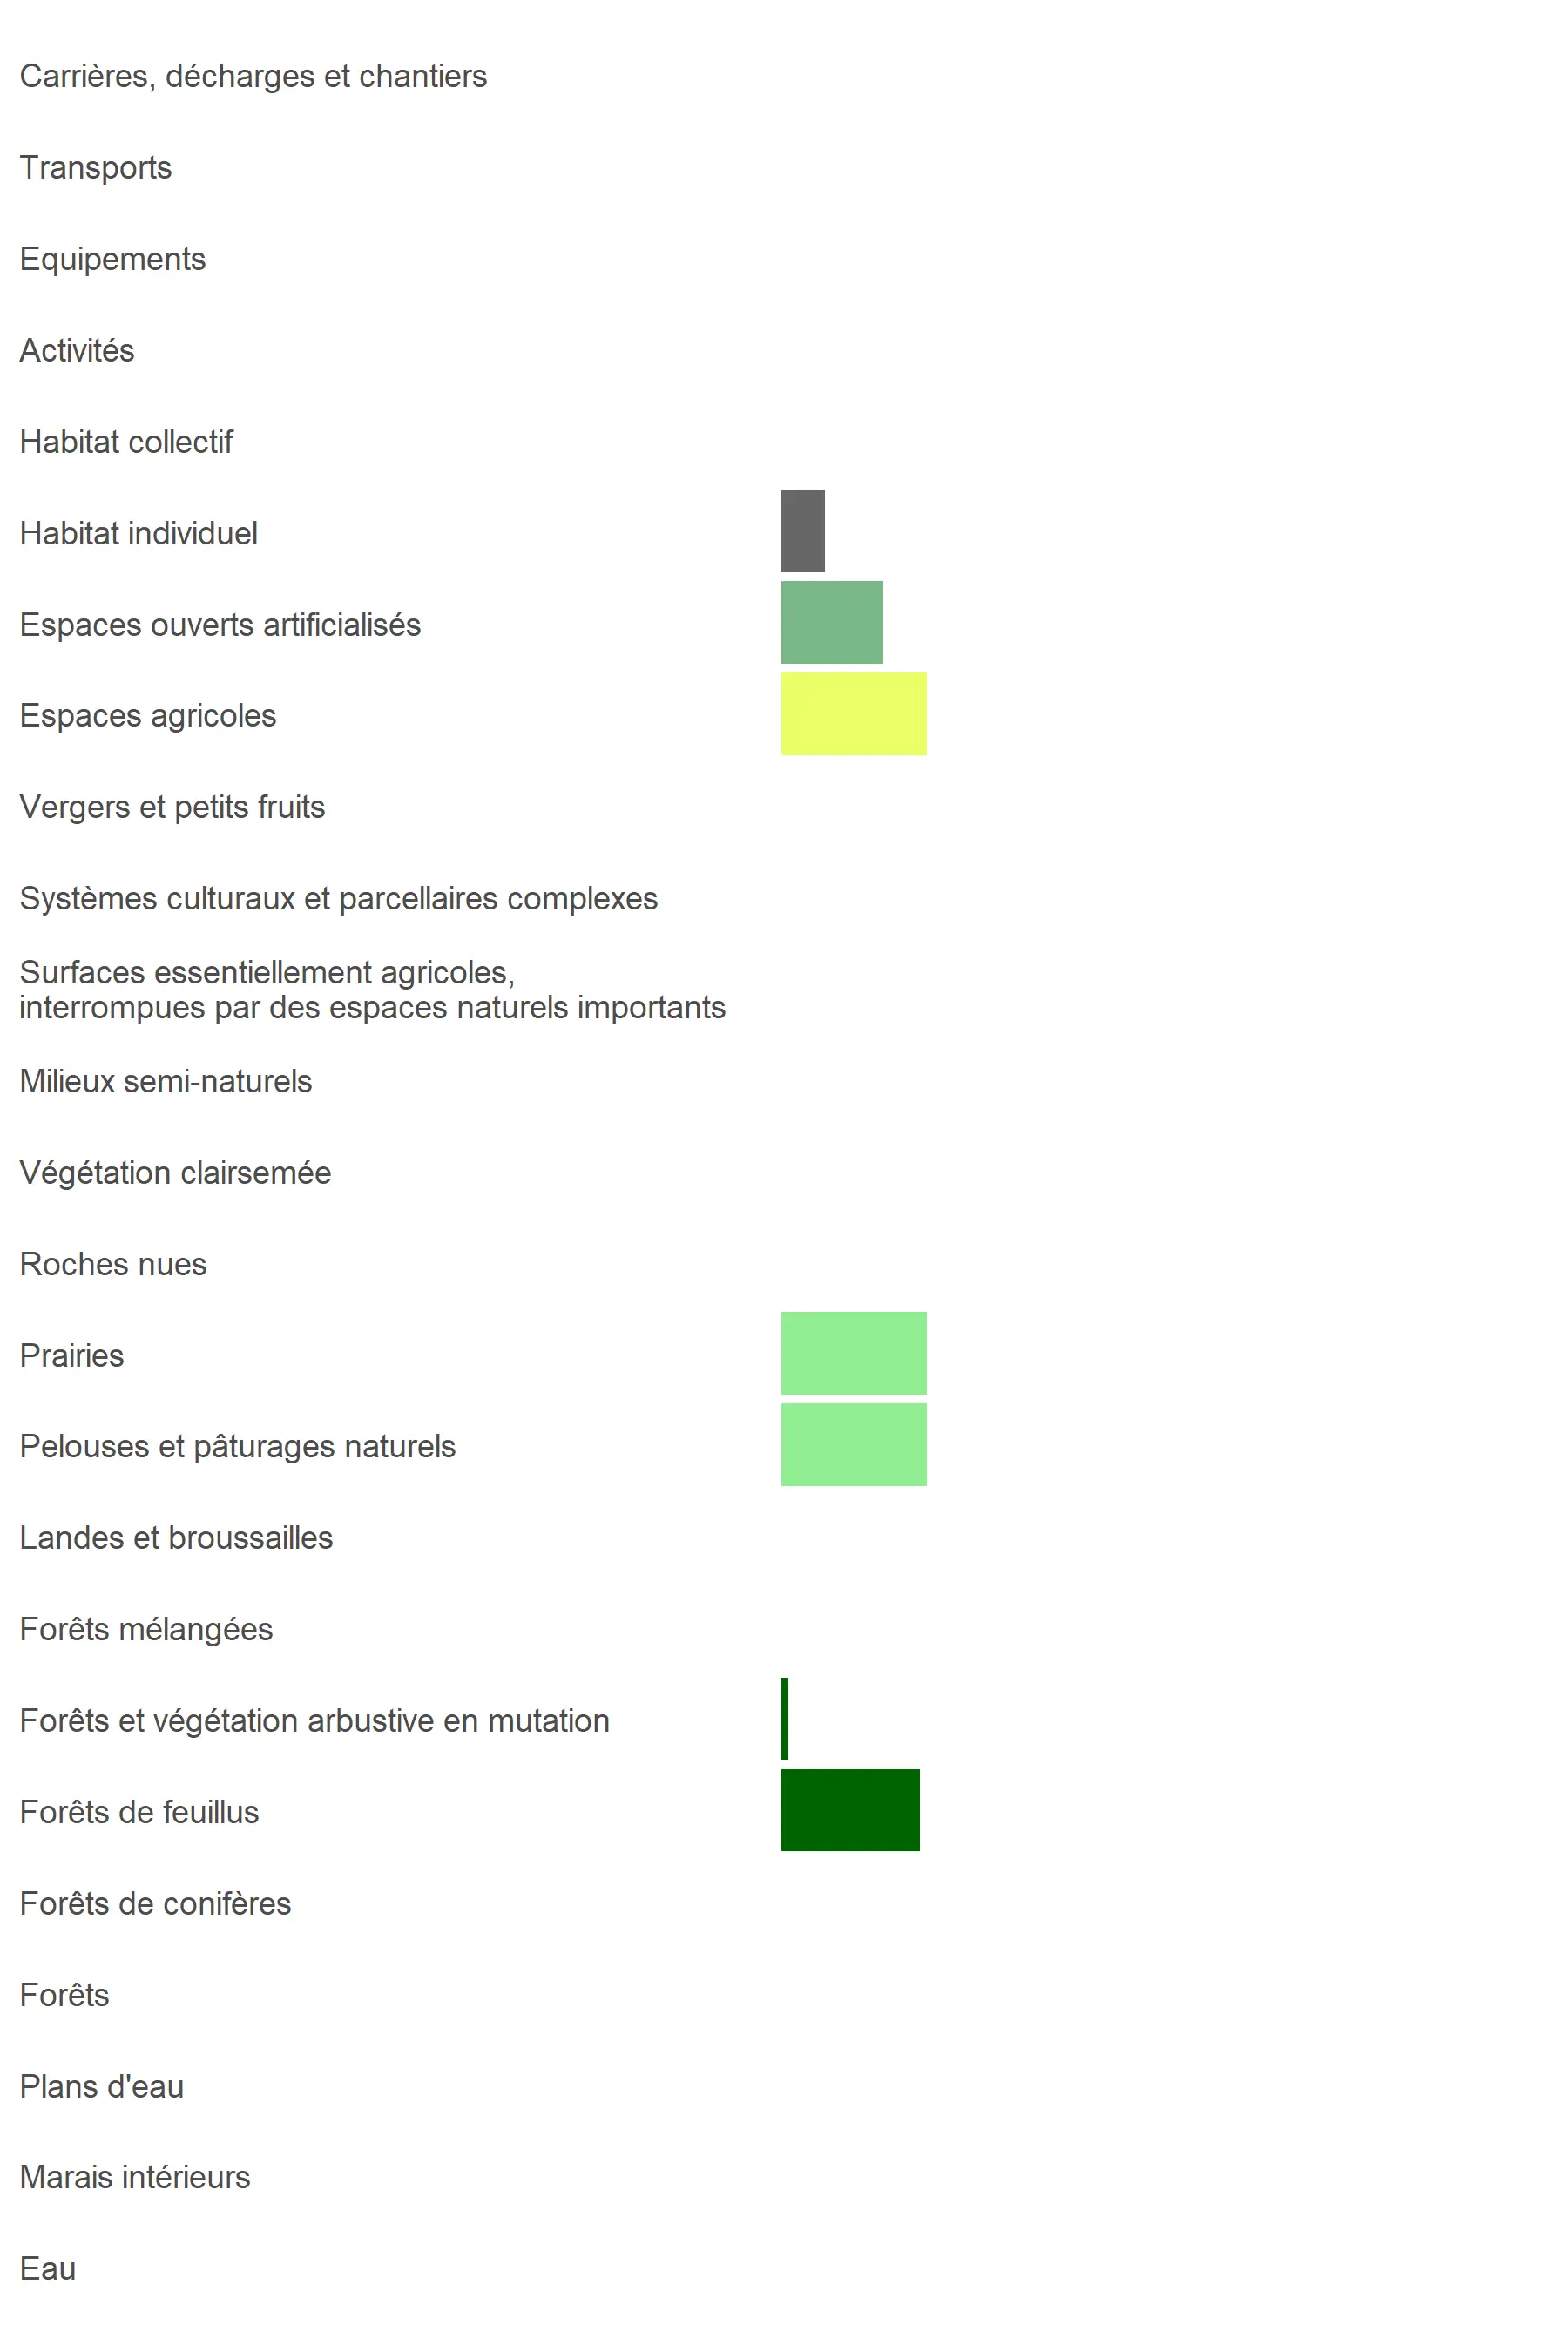 Carrières, décharges et chantiers
Transports
Equipements
Activités
Habitat collectif
Habitat individuel
Espaces ouverts artificialisés
Espaces agricoles
Vergers et petits fruits
Systèmes culturaux et parcellaires complexes
Surfaces essentiellement agricoles,
interrompues par des espaces naturels importants
Milieux semi-naturels
Végétation clairsemée
Roches nues
Prairies
Pelouses et pâturages naturels
Landes et broussailles
Forêts mélangées
Forêts et végétation arbustive en mutation
Forêts de feuillus
Forêts de conifères
Forêts
Plans d'eau
Marais intérieurs
Eau